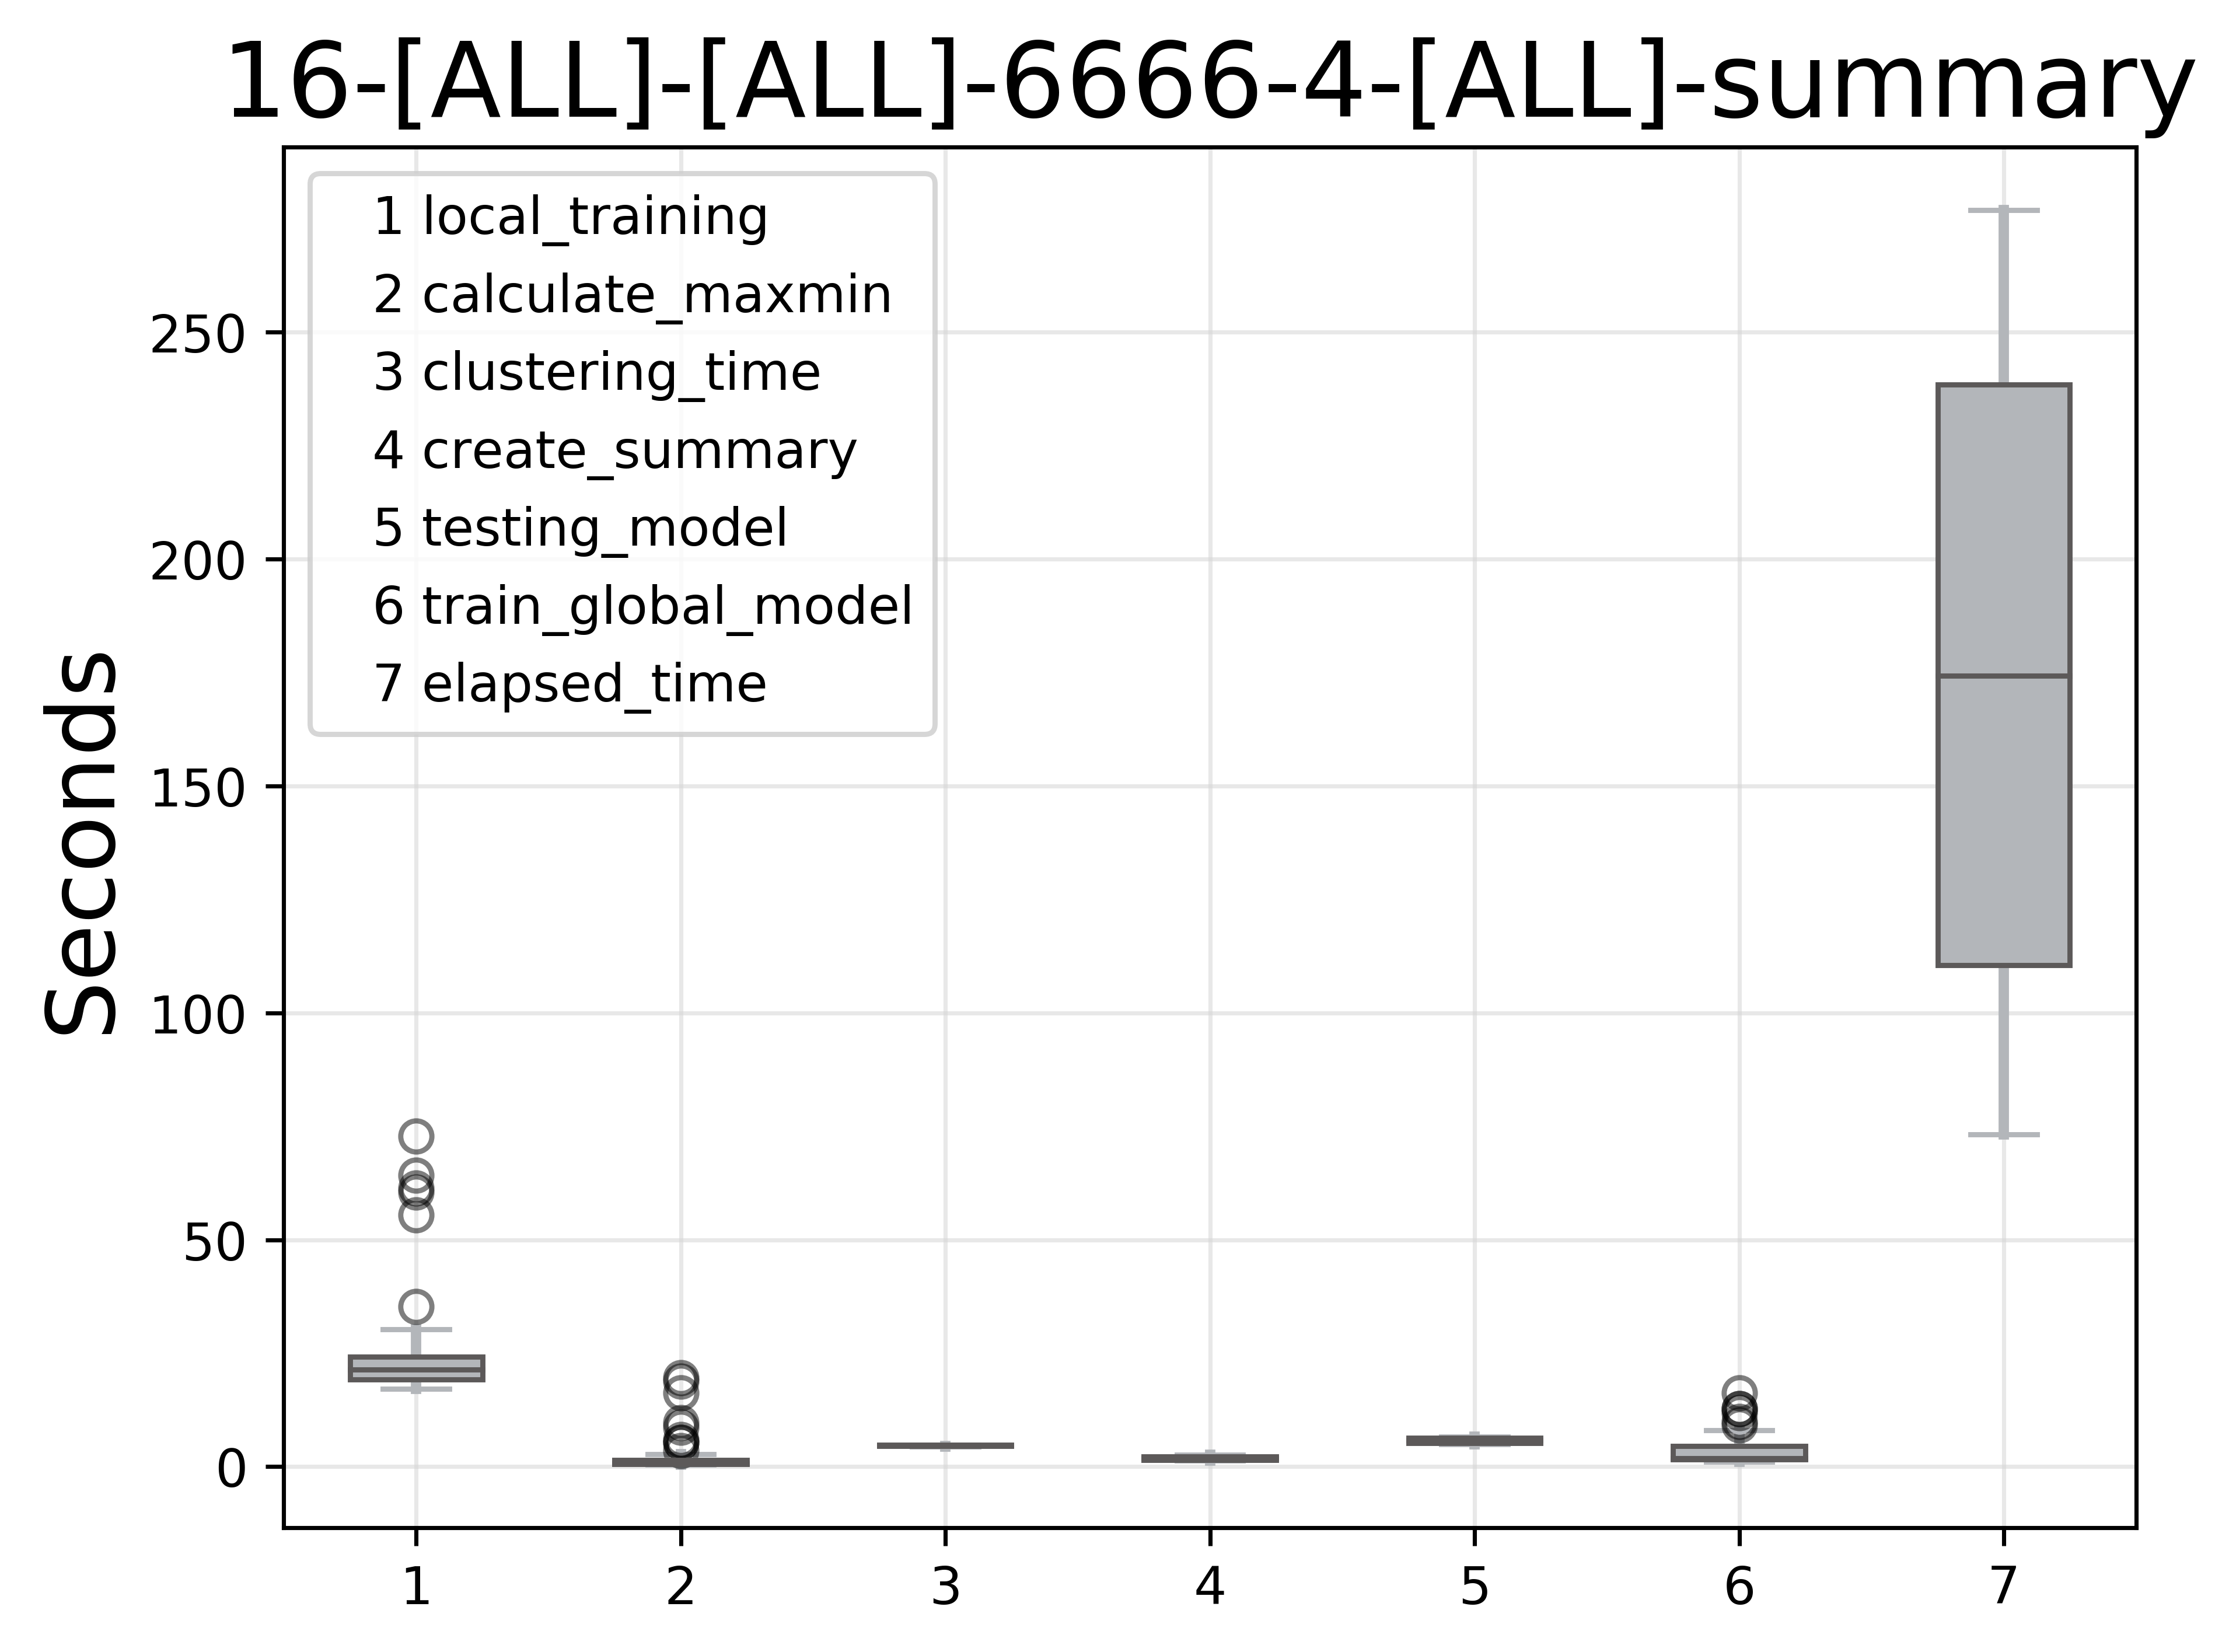 16-[ALL]-[ALL]-6666-4-[ALL]-summary
1 local_training
2 calculate_maxmin
3 clustering_time
4 create_summary
5 testing_model
6 train_global_model
7 elapsed_time
Seconds
250
200
150
100
50
0
1 2 3 4 5 6 7